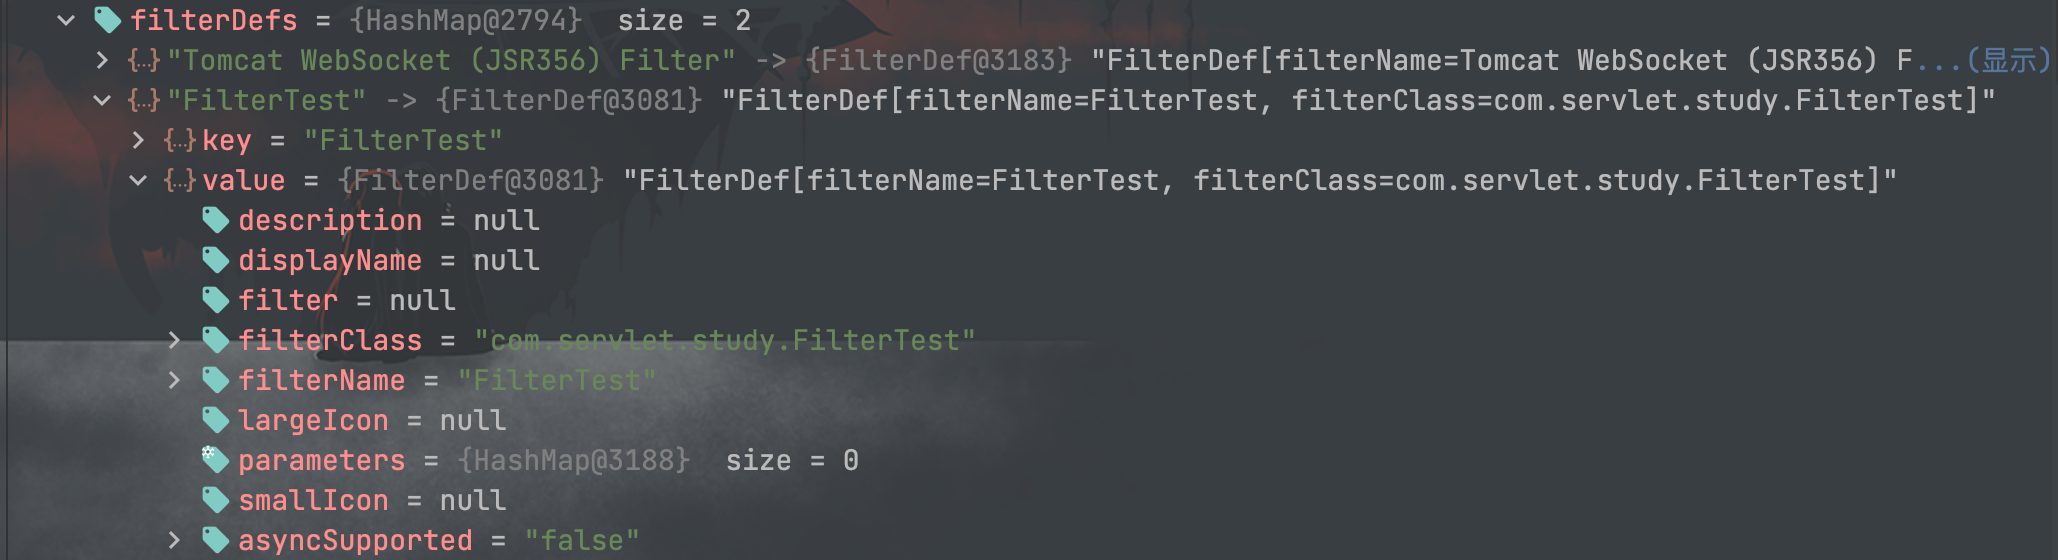 filterDefs = {HashMap@2794} size = 2
{...}"Tomcat WebSocket (JSR356) Filter" -> {FilterDef@3183} "FilterDef[filterName=Tomcat WebSocket (JSR356) F...(显示)
{...}"FilterTest" -> {FilterDef@3081} "FilterDef[filterName=FilterTest, filterClass=com.servlet.study.FilterTest]"
{...}key = "FilterTest"
{...}value = {FilterDef@3081} "FilterDef[filterName=FilterTest, filterClass=com.servlet.study.FilterTest]"
description = null
displayName = null
filter = null
filterClass = "com.servlet.study.FilterTest"
filterName = "FilterTest"
largeIcon = null
parameters = {HashMap@3188} size = 0
smallIcon = null
asyncSupported = "false"